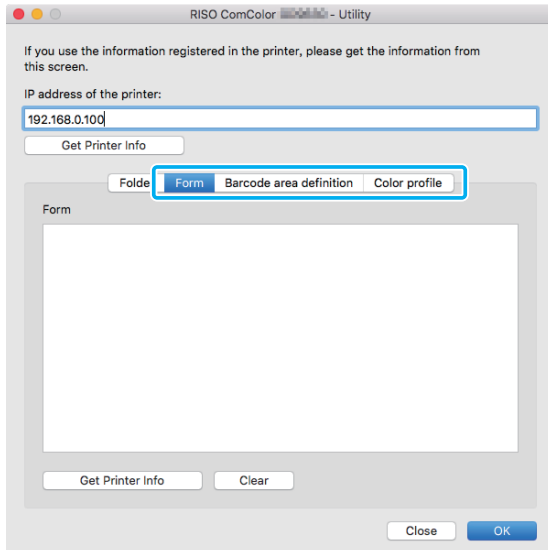 RISO ComColor - Utility
If you use the information registered in the printer, please get the information from
this screen.
IP address of the printer:
192.168.0.100
Get Printer Info
Folde Form Barcode area definition Color profile
Form
Get Printer Info Clear
Close OK